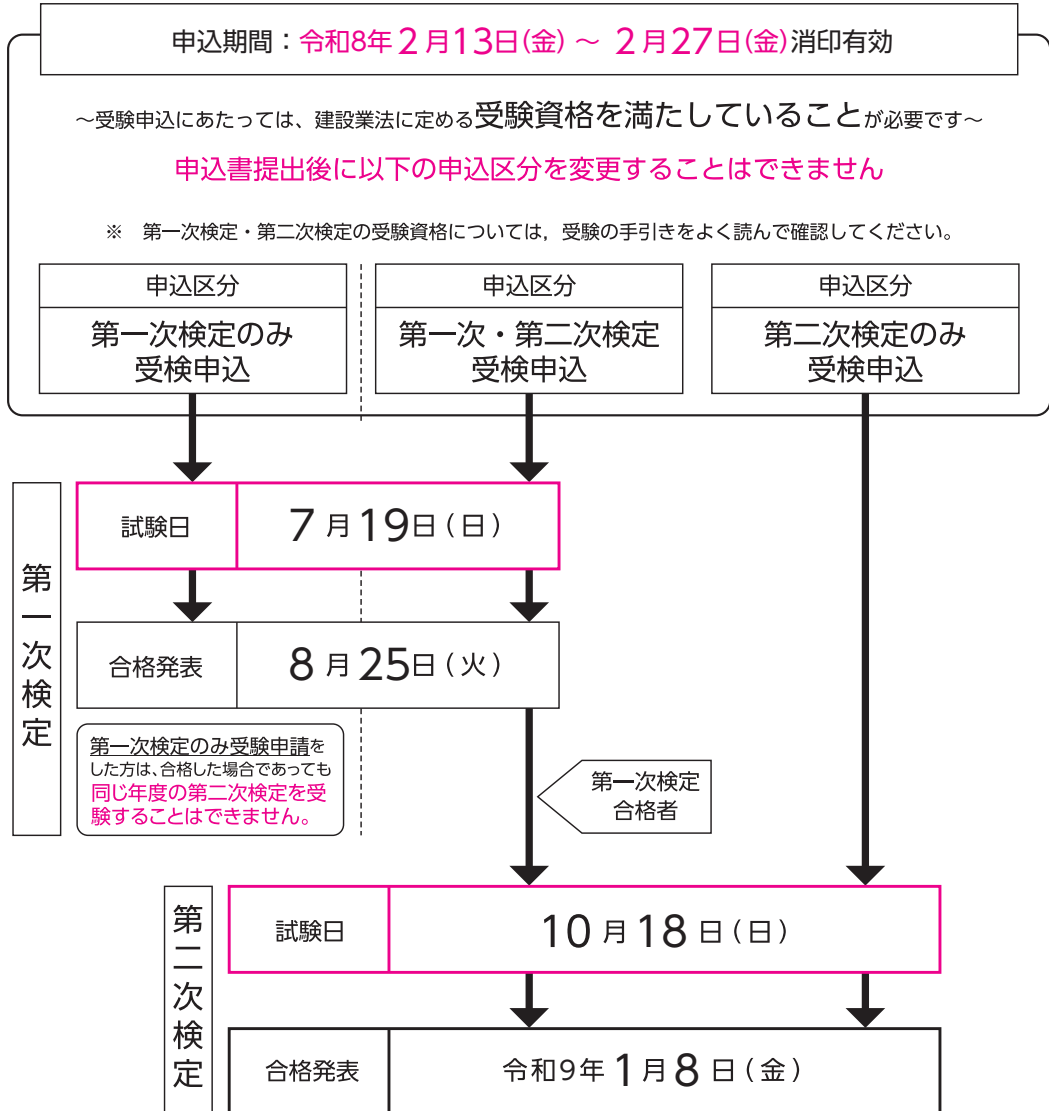 申込期間：令和8年2月13日(金)～ 2月27日(金)消印有効
～受験申込にあたっては、建設業法に定める受験資格を満たしていることが必要です～
申込書提出後に以下の申込区分を変更することはできません
※　第一次検定・第二次検定の受験資格については，受験の手引きをよく読んで確認してください。
申込区分
第一次検定のみ
受検申込
申込区分
第一次・第二次検定
受検申込
申込区分
第二次検定のみ
受検申込
第一次検定
試験日
7月19日(日)
合格発表
8月25日(火)
第一次検定のみ受験申請を
した方は、合格した場合であっても
同じ年度の第二次検定を受
験することはできません。
第一次検定
合格者
第二次検定
試験日
10月18日(日)
合格発表
令和9年1月8日(金)